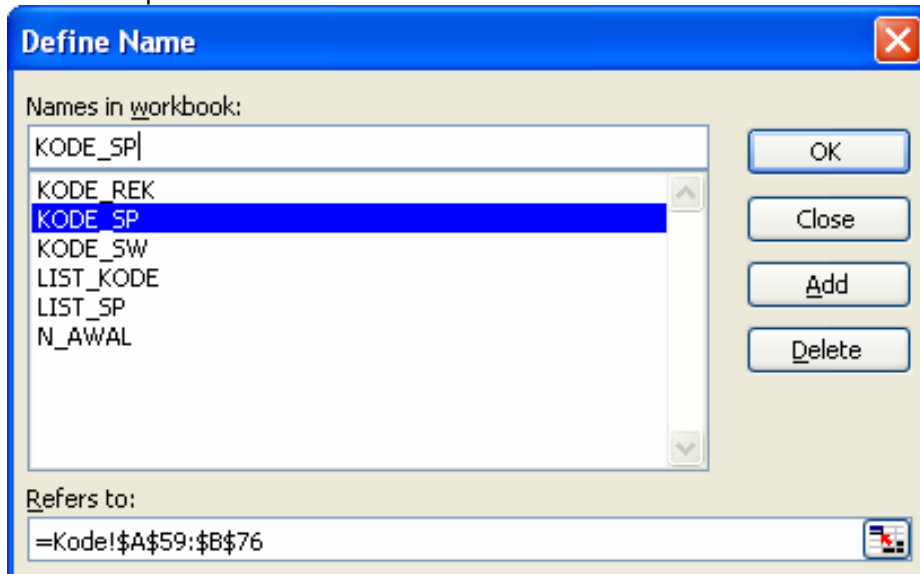 Define Name
Names in workbook:
KODE_SP
OK
KODE_REK
KODE_SP
KODE_SW
LIST_KODE
LIST_SP
N_AWAL
Close
Add
Delete
Refers to:
=Kode!$A$59:$B$76